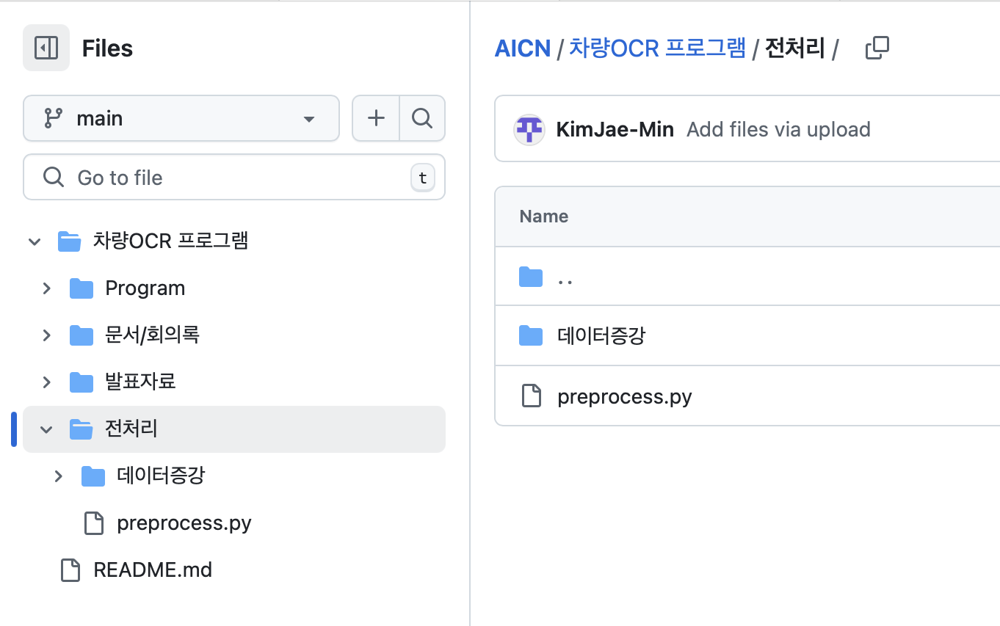 Files
main
Go to file
t
차량OCR 프로그램
Program
문서/회의록
발표자료
전처리
데이터증강
preprocess.py
README.md
AICN / 차량OCR 프로그램 / 전처리 /
KimJae-Min Add files via upload
Name
..
데이터증강
preprocess.py